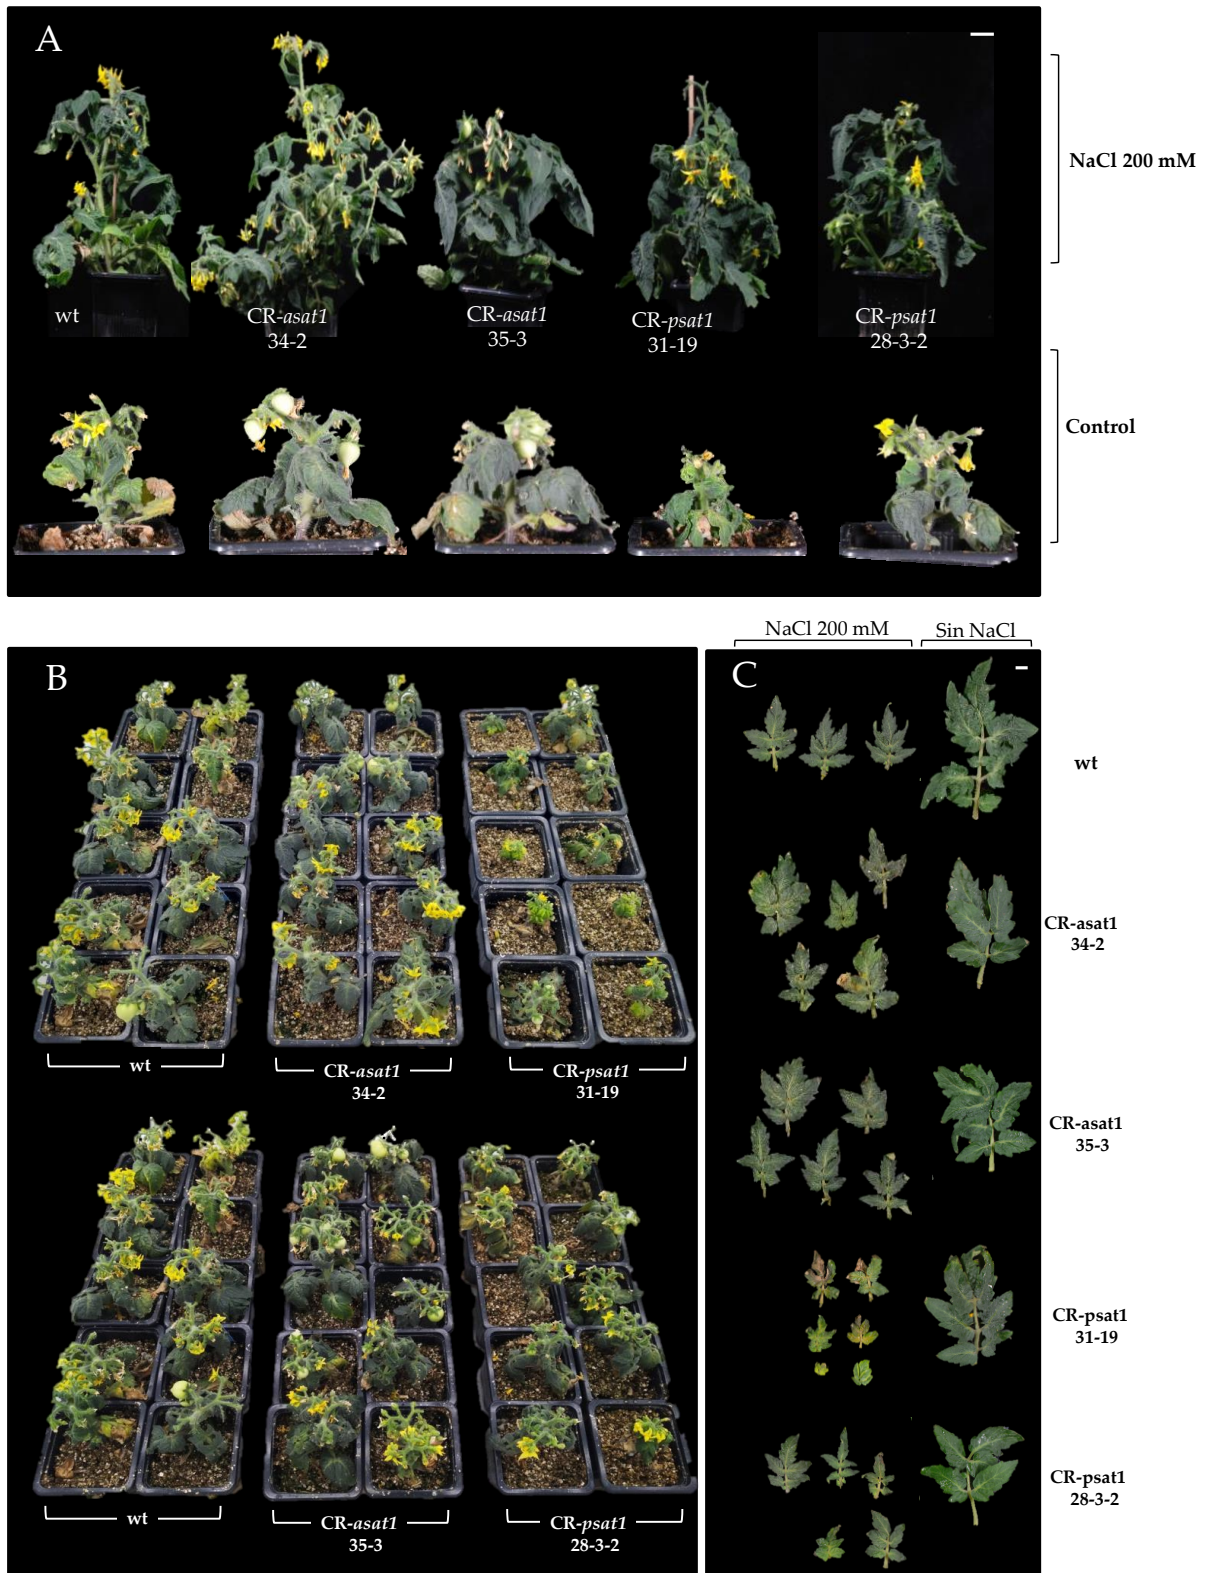 A
NaCl 200 mM
wt
CR-asat1
34-2
CR-asat1
35-3
CR-psat1
31-19
CR-psat1
28-3-2
Control
NaCl 200 mM
Sin NaCl
B
C
wt
CR-asat1
34-2
CR-asat1
35-3
CR-psat1
31-19
CR-psat1
28-3-2
wt
CR-asat1
34-2
CR-psat1
31-19
wt
CR-asat1
35-3
CR-psat1
28-3-2